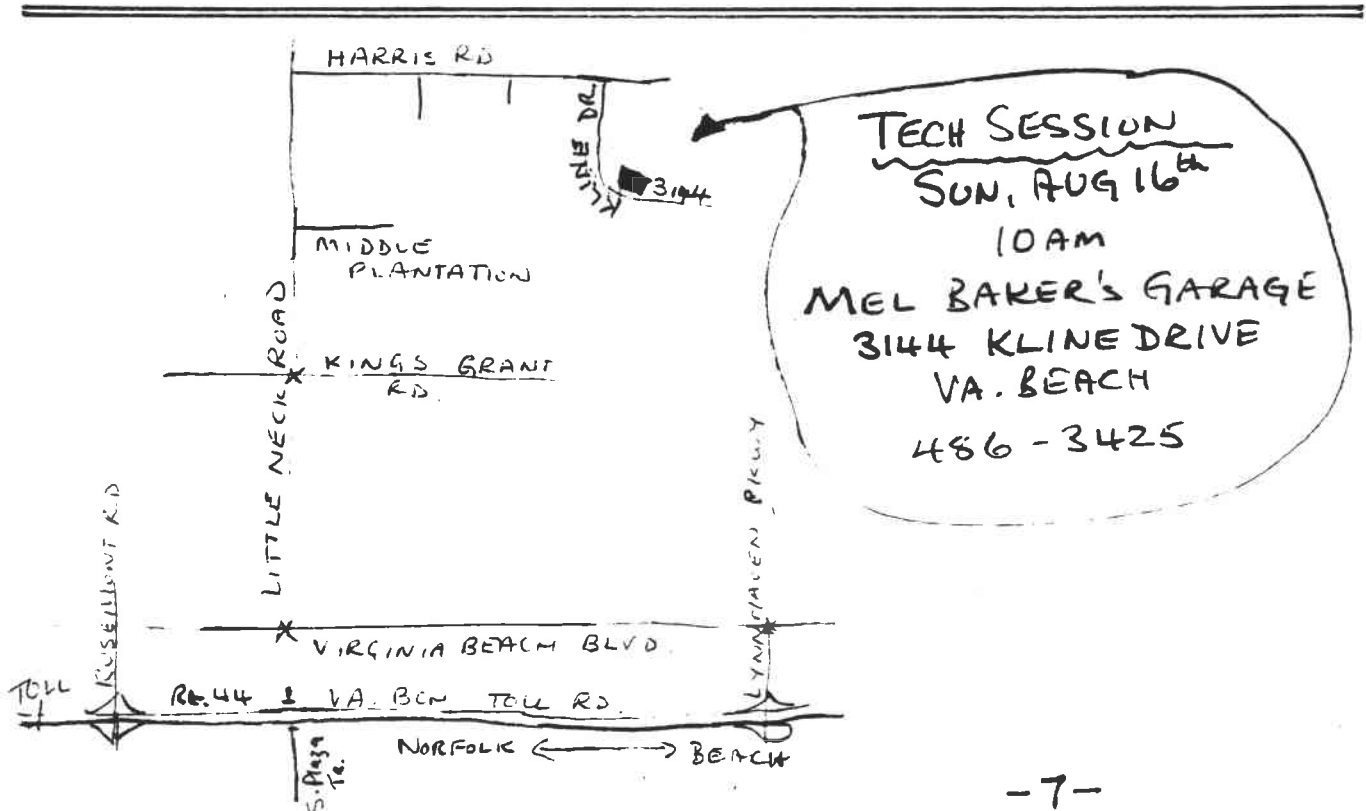 HARRIS RD
KLINE DR.
3144
MIDDLE
PLANTATION
LITTLE NECK ROAD
KINGS GRANT
RD.
TECH SESSION
SUN, AUG 16th
10 AM
MEL BAKER'S GARAGE
3144 KLINE DRIVE
VA. BEACH
486-3425
ROSEMONT RD
LYNNHAVEN PKWY
VIRGINIA BEACH BLVD.
TOLL
Rt. 44
VA. BCH TOLL RD.
S. Plaza
Tr.
NORFOLK
BEACH
-7-